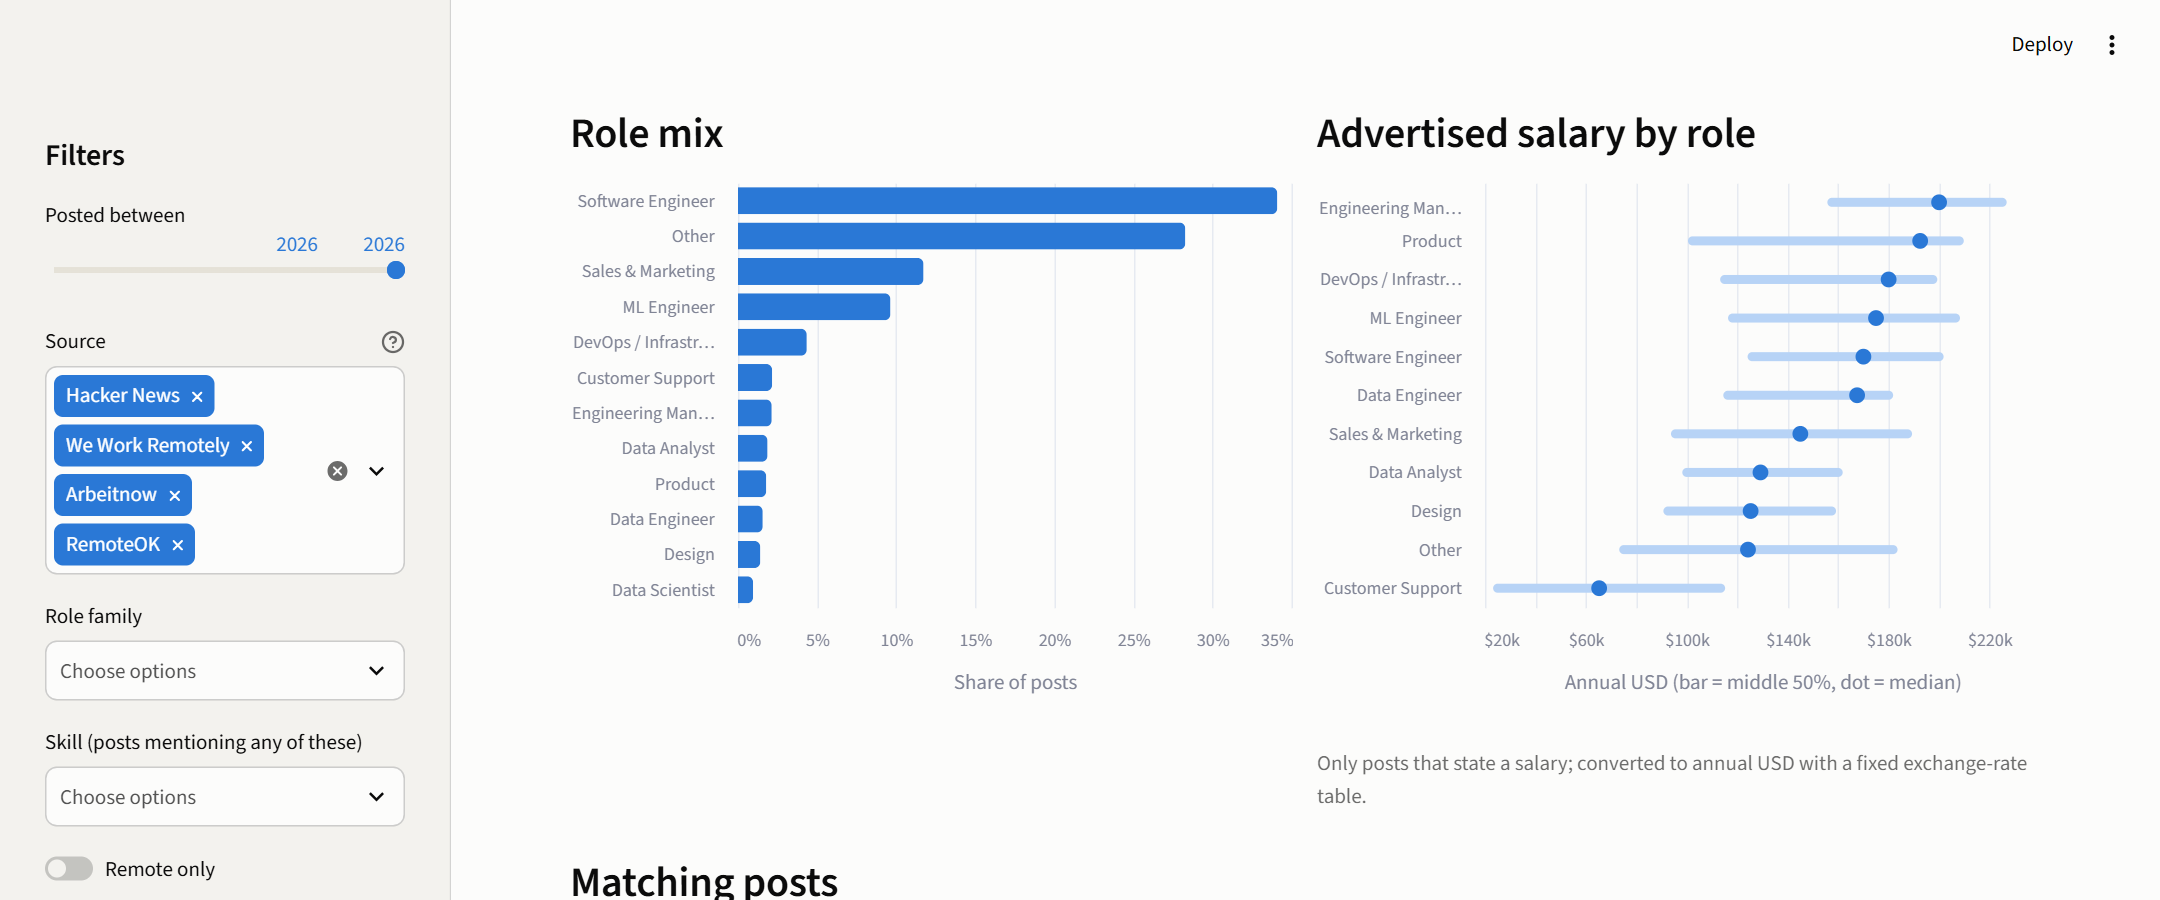 Deploy
Filters
Posted between
2026 2026
Source
Hacker News
We Work Remotely
Arbeitnow
RemoteOK
Role family
Choose options
Skill (posts mentioning any of these)
Choose options
Remote only
Role mix
Software Engineer
Other
Sales & Marketing
ML Engineer
DevOps / Infrastr…
Customer Support
Engineering Man…
Data Analyst
Product
Data Engineer
Design
Data Scientist
0% 5% 10% 15% 20% 25% 30% 35%
Share of posts
Advertised salary by role
Engineering Man…
Product
DevOps / Infrastr…
ML Engineer
Software Engineer
Data Engineer
Sales & Marketing
Data Analyst
Design
Other
Customer Support
$20k $60k $100k $140k $180k $220k
Annual USD (bar = middle 50%, dot = median)
Only posts that state a salary; converted to annual USD with a fixed exchange-rate
table.
Matching posts